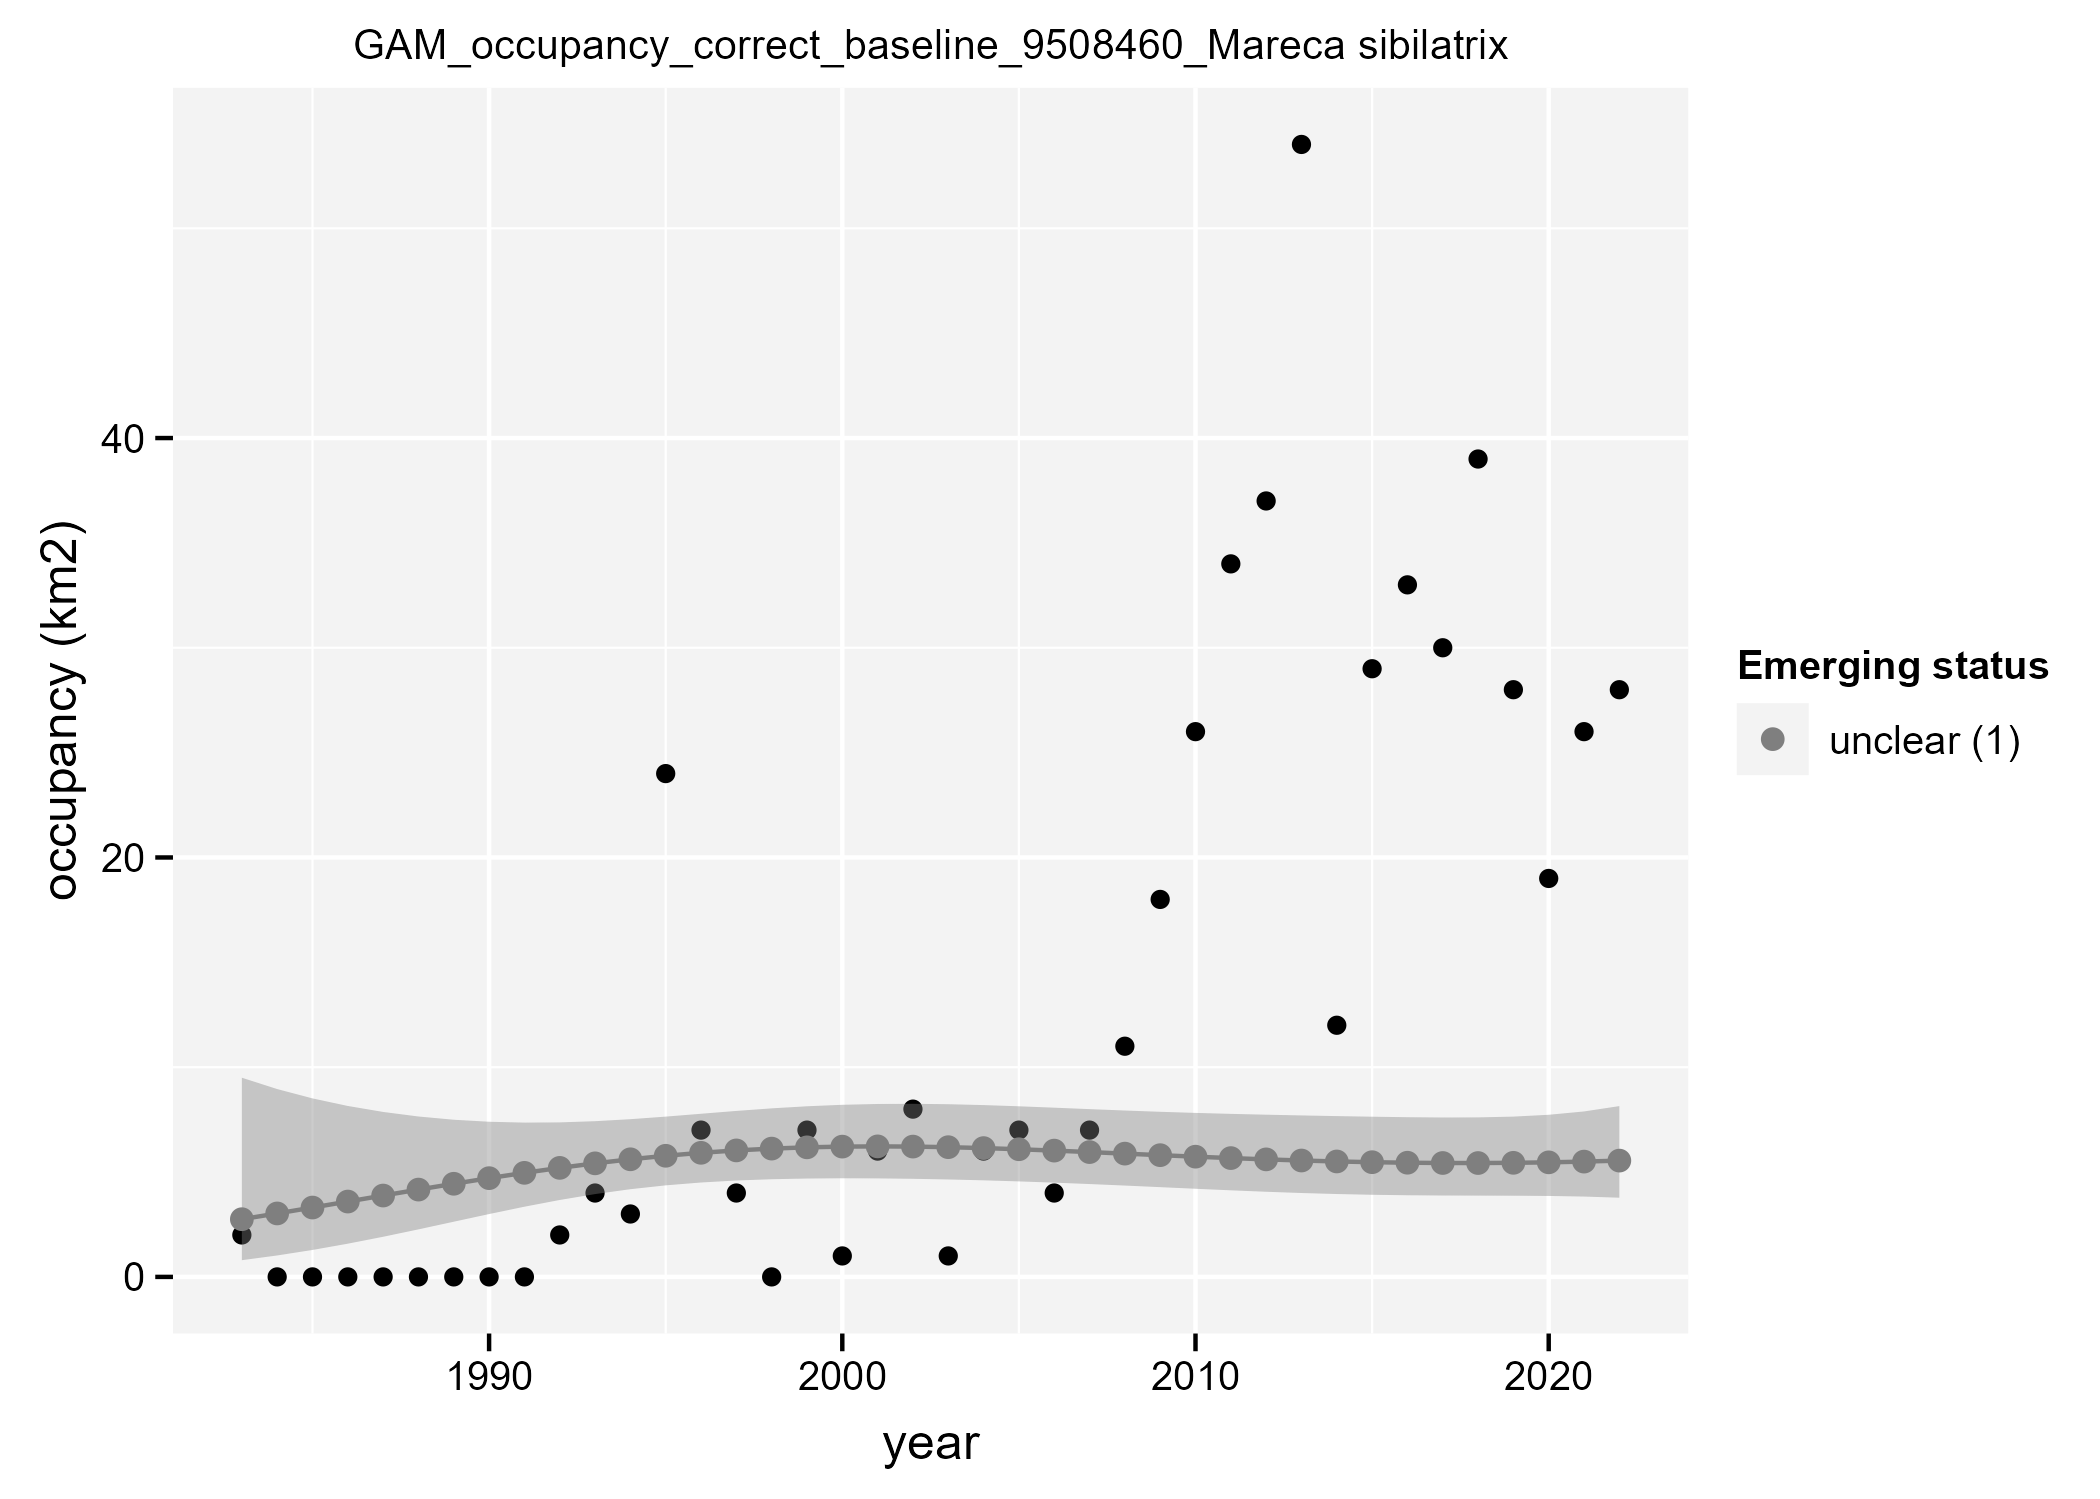 GAM_occupancy_correct_baseline_9508460_Mareca sibilatrix
occupancy (km2)
40
20
0
1990
2000
2010
2020
year
Emerging status
unclear (1)